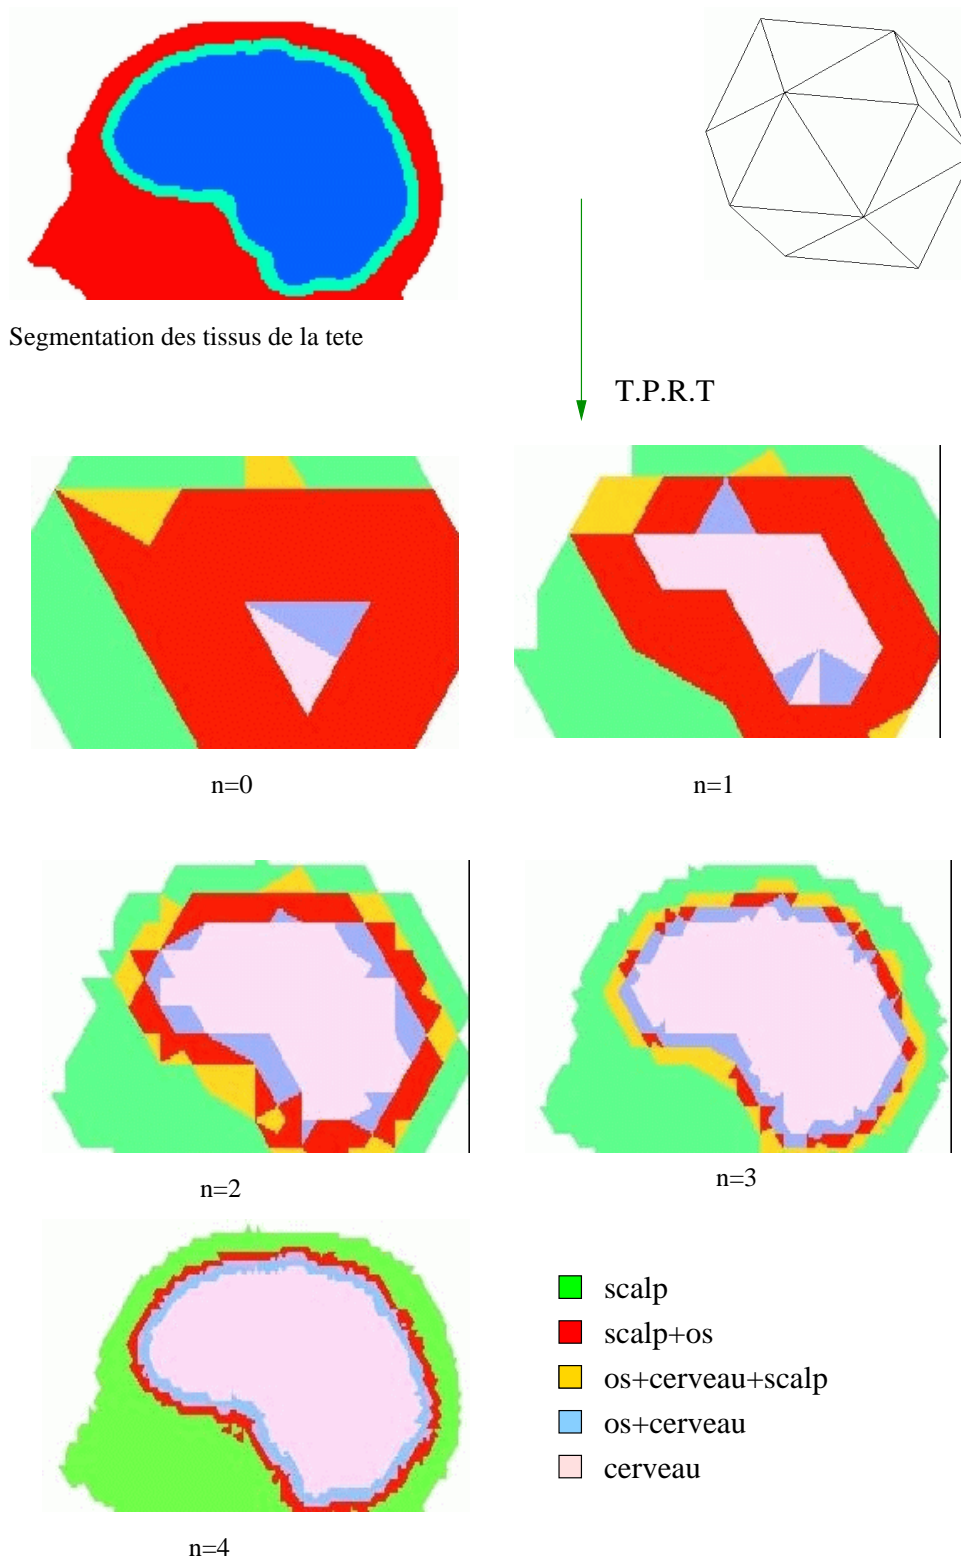 Segmentation des tissus de la tete
T.P.R.T
n=0
n=1
n=2
n=3
scalp
scalp+os
os+cerveau+scalp
os+cerveau
cerveau
n=4